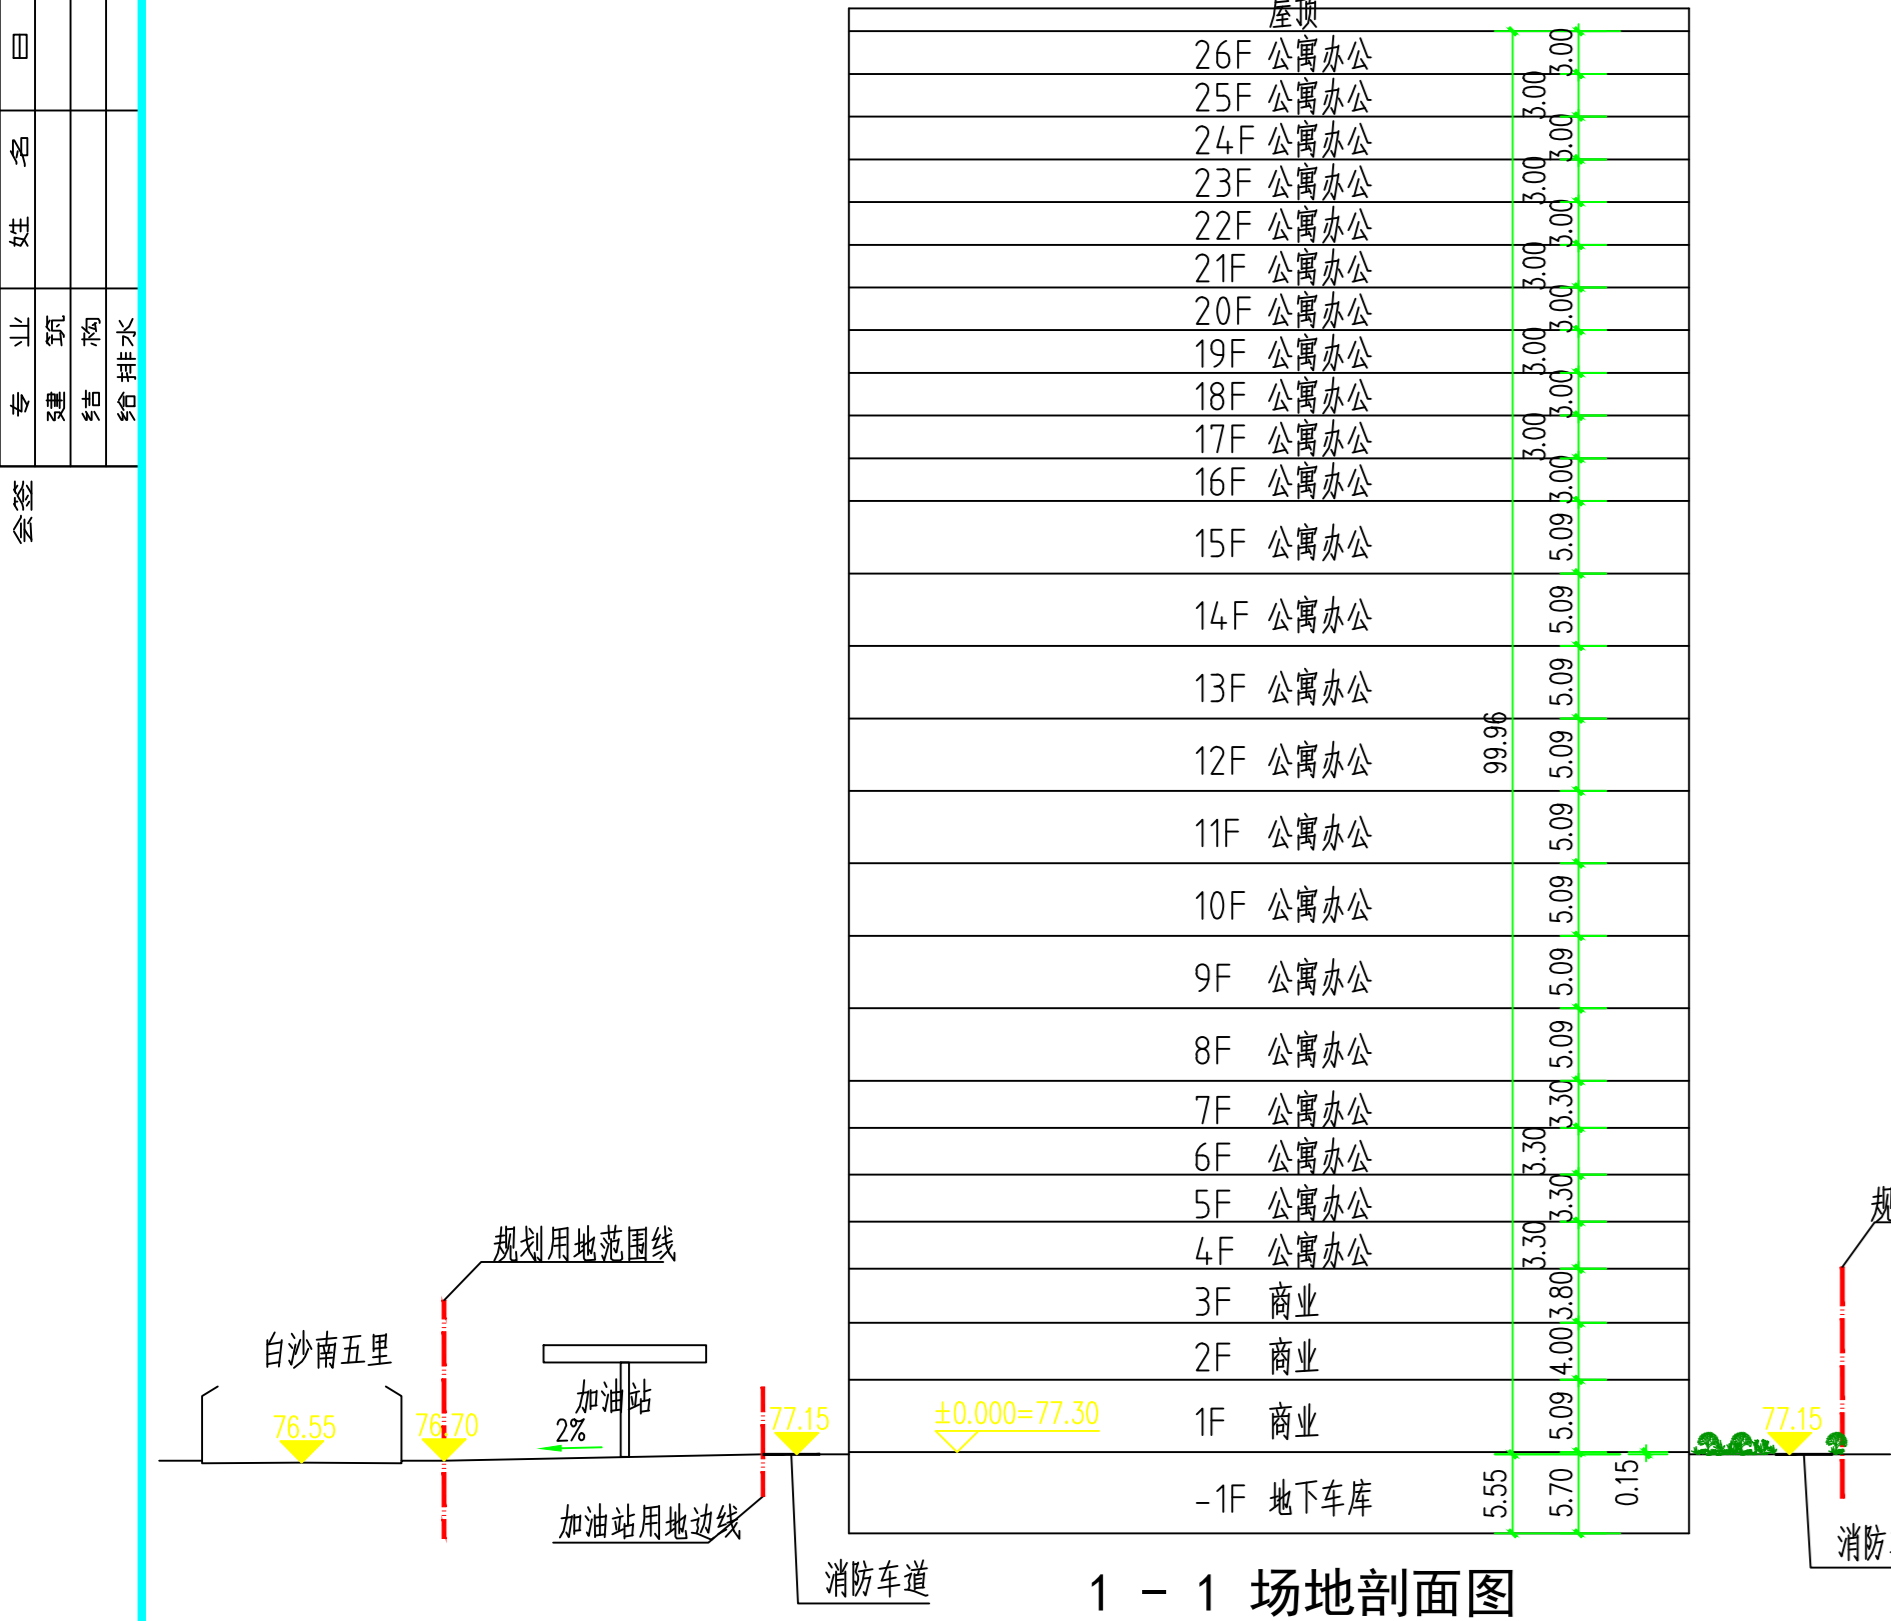 屋顶
26F 公寓办公 3.00
25F 公寓办公 3.00
24F 公寓办公 3.00
23F 公寓办公 3.00
22F 公寓办公 3.00
21F 公寓办公 3.00
20F 公寓办公 3.00
19F 公寓办公 3.00
18F 公寓办公 3.00
17F 公寓办公 3.00
16F 公寓办公 3.00
15F 公寓办公 5.09
14F 公寓办公 5.09
13F 公寓办公 5.09
12F 公寓办公 99.96 5.09
11F 公寓办公 5.09
10F 公寓办公 5.09
9F 公寓办公 5.09
8F 公寓办公 5.09
7F 公寓办公 3.30
6F 公寓办公 3.30
5F 公寓办公 3.30
4F 公寓办公 3.30
3F 商业 3.80
2F 商业 4.00
1F 商业 5.09
-1F 地下车库 5.55 5.70 0.15
±0.000=77.30
规划用地范围线
白沙南五里
76.55
76.70
加油站
2%
77.15
加油站用地边线
消防车道
77.15
规
消防
1 - 1 场地剖面图
专业 姓名 目
建筑
结构
给排水
会签